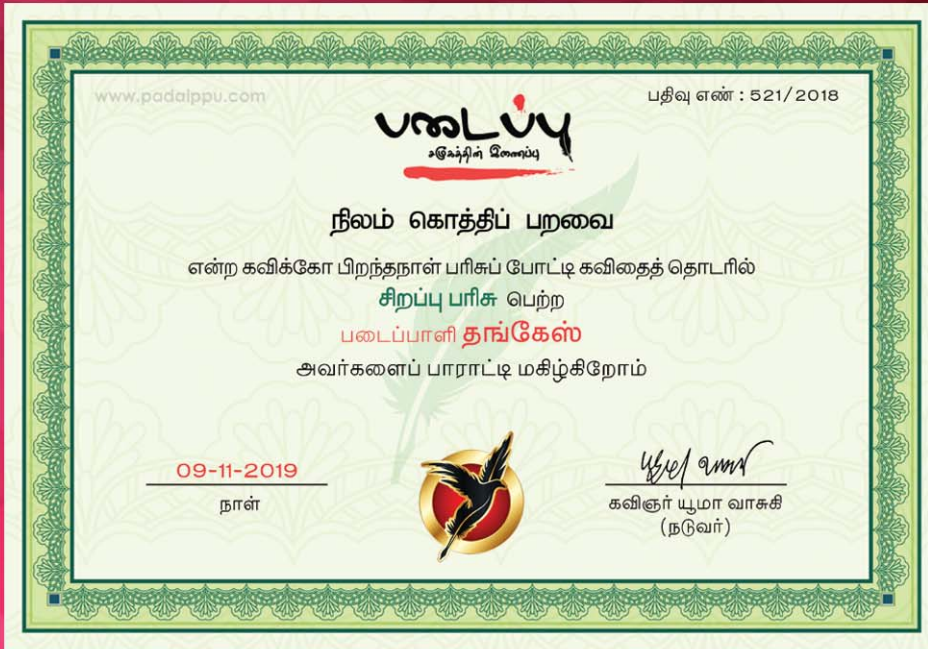 www.padaippu.com
பதிவு எண் : 521/2018
படைப்பு
சமூகத்தின் இணைப்பு
நிலம் கொத்திப் பறவை
என்ற கவிக்கோ பிறந்தநாள் பரிசுப் போட்டி கவிதைத் தொடரில்
சிறப்பு பரிசு பெற்ற
படைப்பாளி தங்கேஸ்
அவர்களைப் பாராட்டி மகிழ்கிறோம்
09-11-2019
நாள்
கவிஞர் யூமா வாசுகி
(நடுவர்)